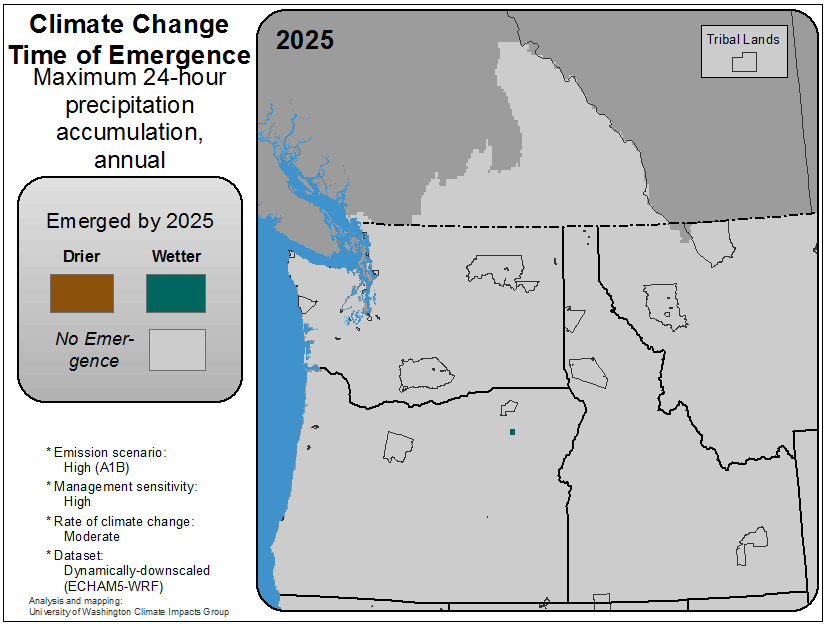 Climate Change
Time of Emergence
Maximum 24-hour
precipitation
accumulation,
annual
Emerged by 2025
Drier Wetter
No Emer-
gence
* Emission scenario:
High (A1B)
* Management sensitivity:
High
* Rate of climate change:
Moderate
* Dataset:
Dynamically-downscaled
(ECHAM5-WRF)
Analysis and mapping:
University of Washington Climate Impacts Group
2025
Tribal Lands